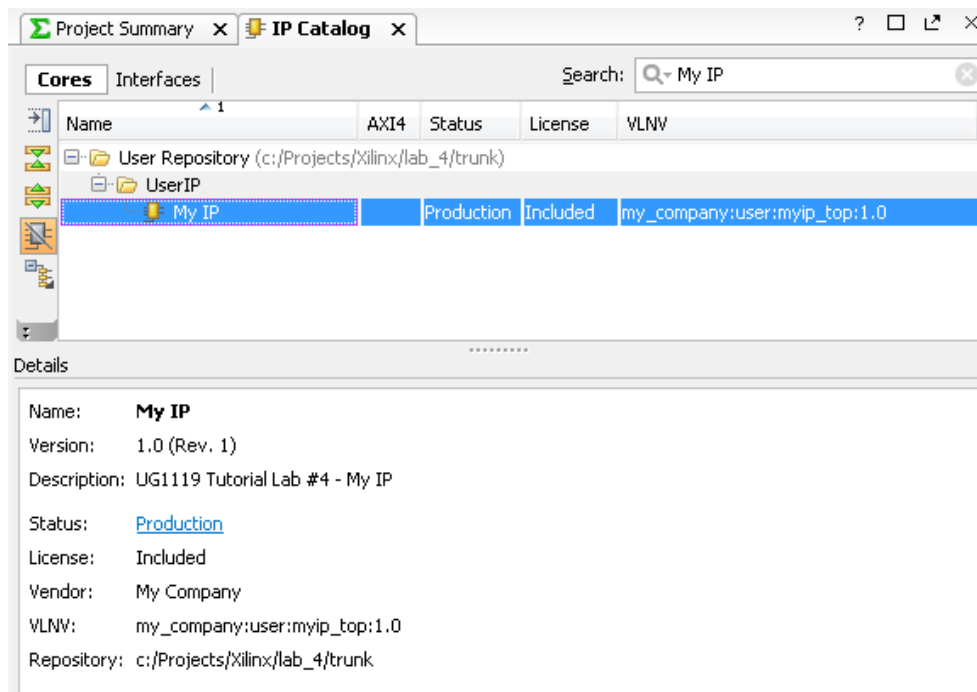 Project Summary x IP Catalog x ?
Cores Interfaces Search: My IP
Name 1 AXI4 Status License VLNV
User Repository (c:/Projects/Xilinx/lab_4/trunk)
UserIP
My IP Production Included my_company:user:myip_top:1.0
Details
Name: My IP
Version: 1.0 (Rev. 1)
Description: UG1119 Tutorial Lab #4 - My IP
Status: Production
License: Included
Vendor: My Company
VLNV: my_company:user:myip_top:1.0
Repository: c:/Projects/Xilinx/lab_4/trunk